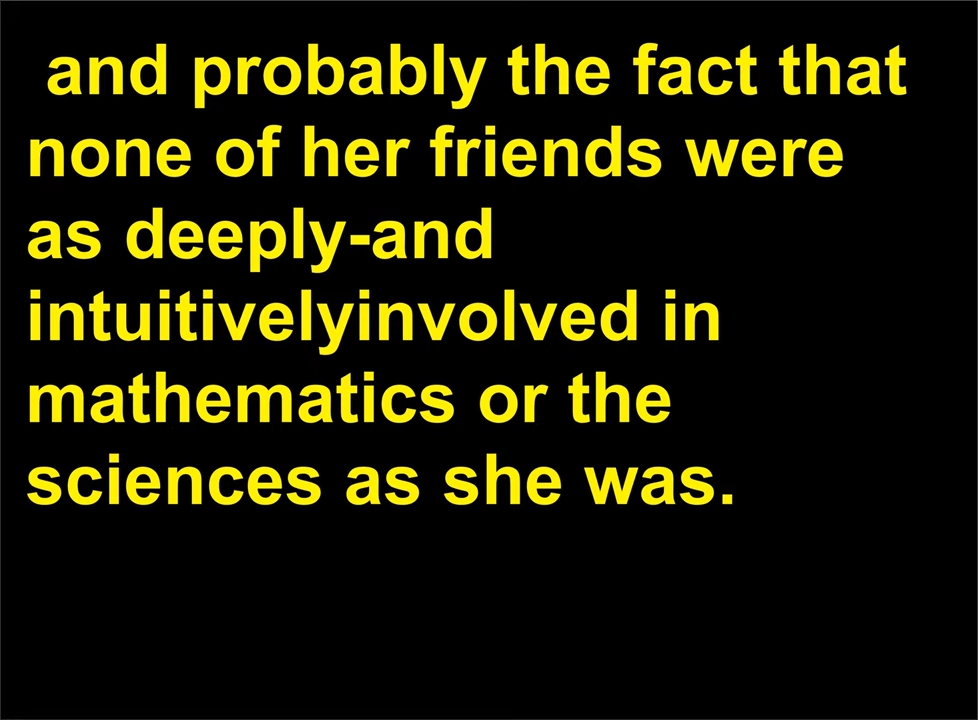 and probably the fact that
none of her friends were
as deeply-and
intuitivelyinvolved in
mathematics or the
sciences as she was.